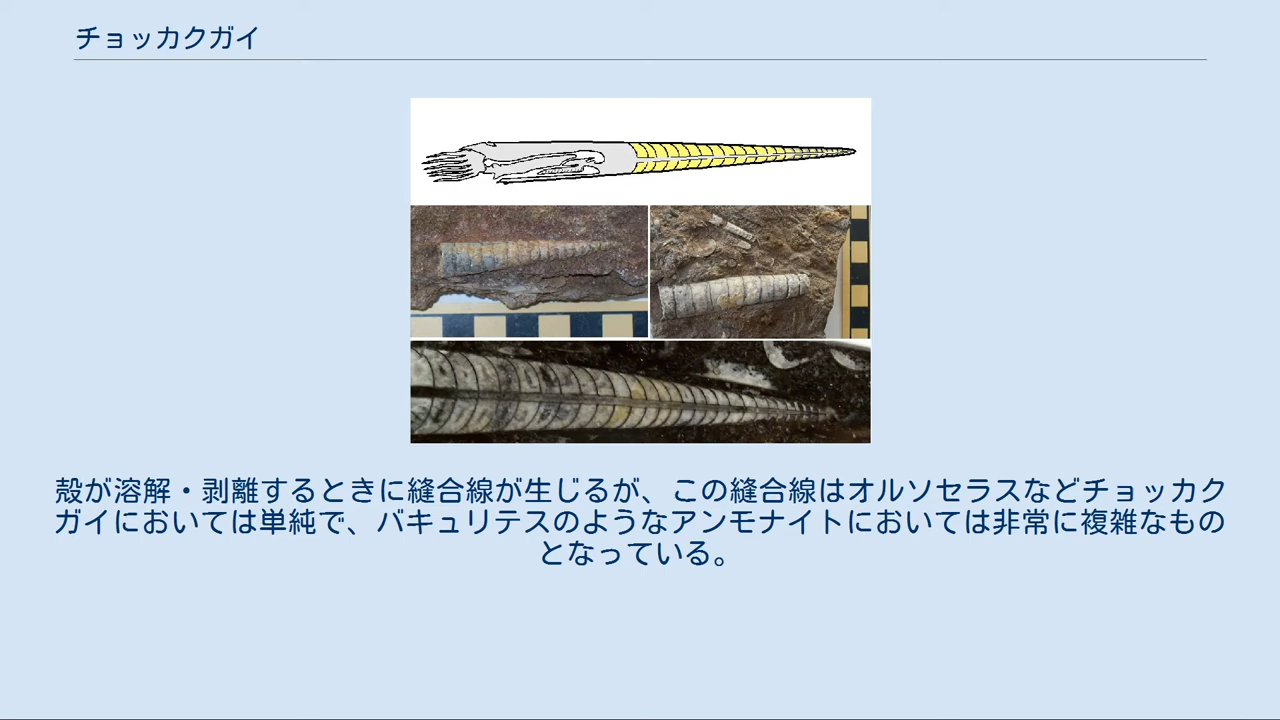 チョッカクガイ
殻が溶解・剥離するときに縫合線が生じるが、この縫合線はオルソセラスなどチョッカク
ガイにおいては単純で、バキュリテスのようなアンモナイトにおいては非常に複雑なもの
となっている。